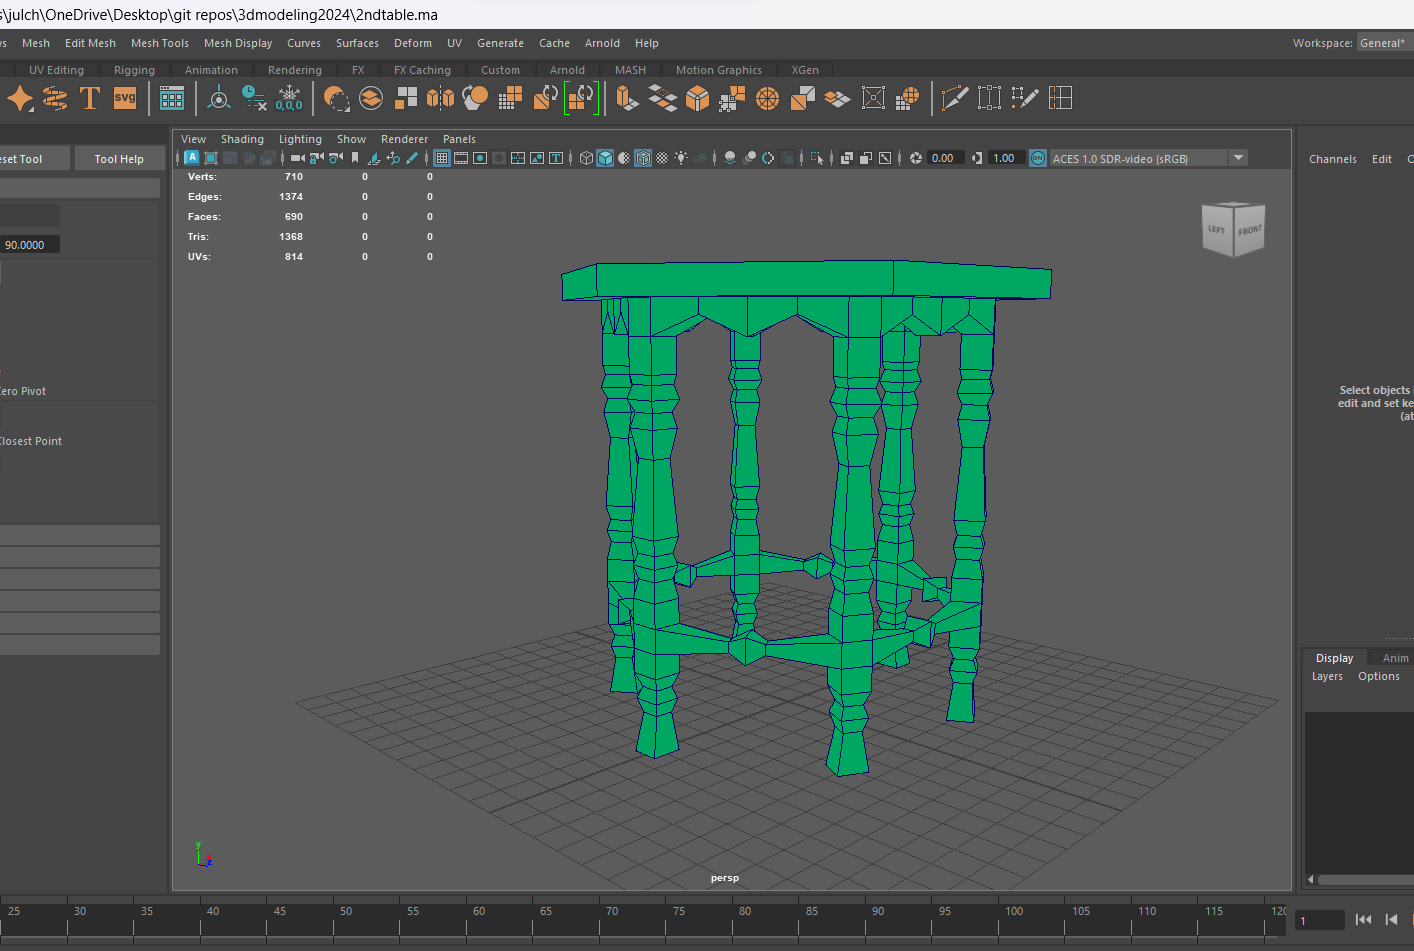 s\julch\OneDrive\Desktop\git repos\3dmodeling2024\2ndtable.ma
ws Mesh Edit Mesh Mesh Tools Mesh Display Curves Surfaces Deform UV Generate Cache Arnold Help Workspace: General*
UV Editing Rigging Animation Rendering FX FX Caching Custom Arnold MASH Motion Graphics XGen
T svg 0,0,0
View Shading Lighting Show Renderer Panels
eset Tool Tool Help
A T 0.00 1.00 ON ACES 1.0 SDR-video (sRGB)
Channels Edit
Verts: 710 0 0
Edges: 1374 0 0
Faces: 690 0 0
Tris: 1368 0 0
UVs: 814 0 0
LEFT FRONT
90.0000
Zero Pivot
Closest Point
Select objects
edit and set ke
(at
Display Anim
Layers Options
y
z
persp
25 30 35 40 45 50 55 60 65 70 75 80 85 90 95 100 105 110 115 120
1